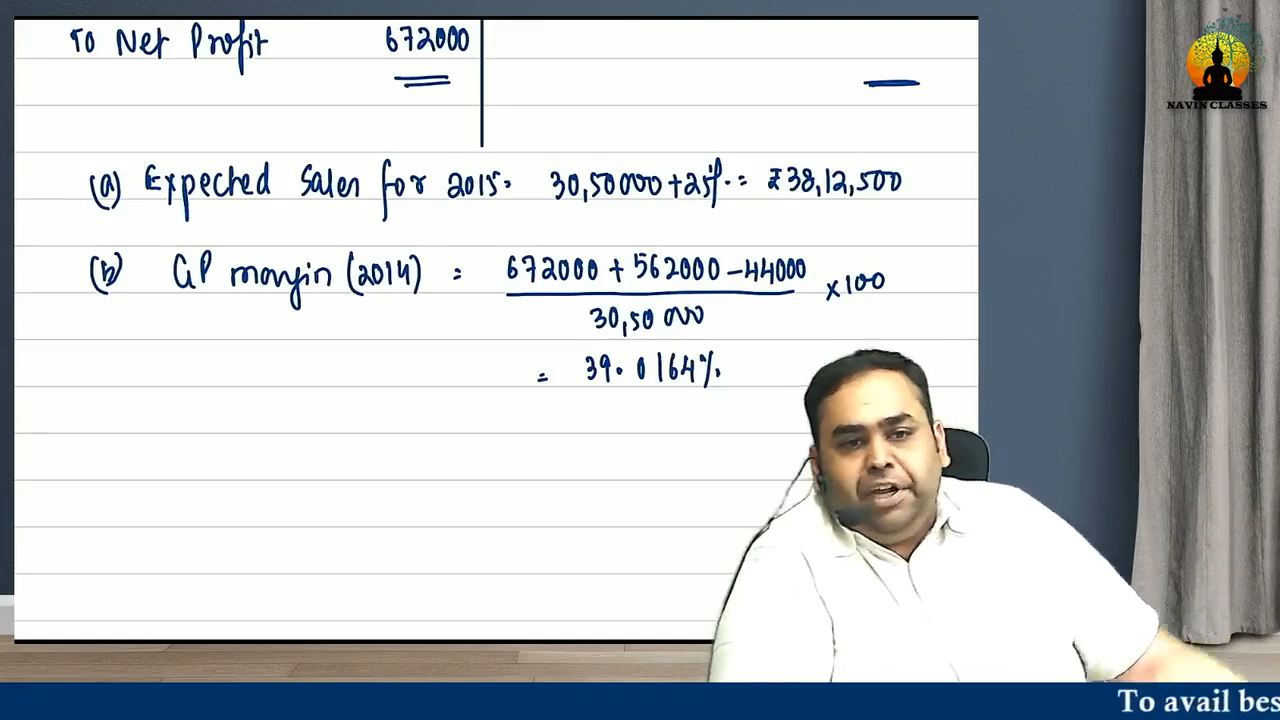 To Net Profit 672000
NAVIN CLASSES
(a) Expected Sales for 2015 = 30,50000 + 25% = ₹38,12,500
(b) GP margin (2014) = 672000 + 562000 - 44000
x100
30,50 000
= 39.0164%
To avail bes